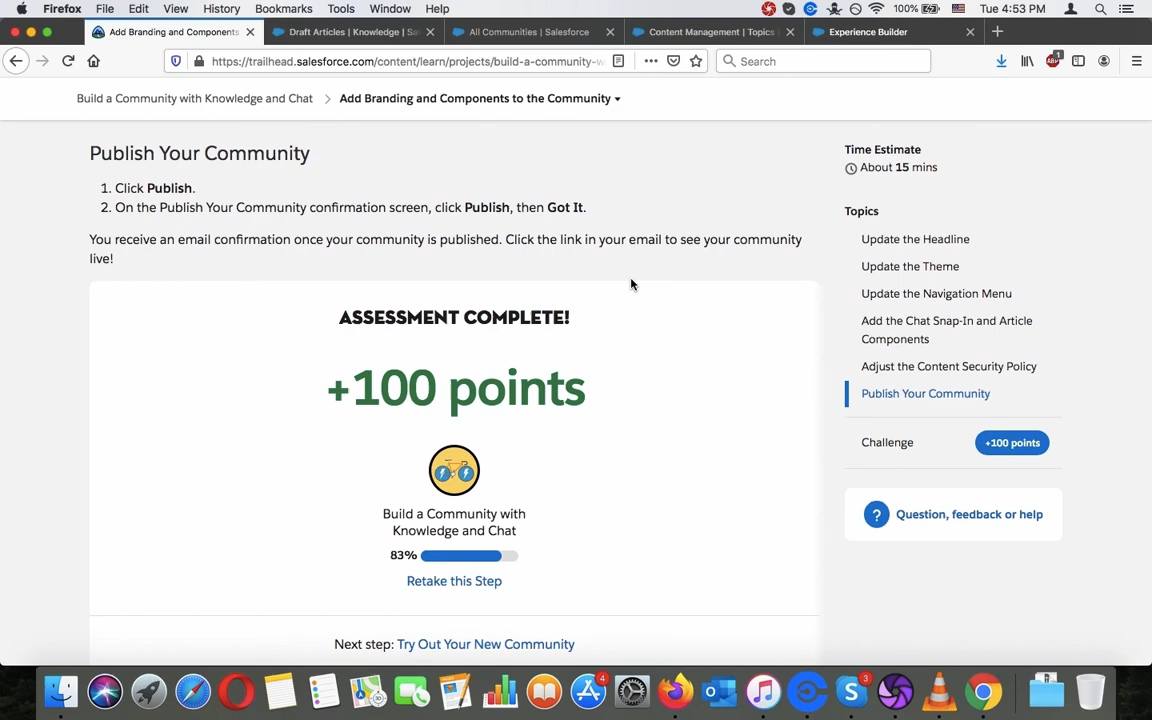 Firefox File Edit View History Bookmarks Tools Window Help 100% Tue 4:53 PM
Add Branding and Components
Draft Articles | Knowledge | Sa
All Communities | Salesforce
Content Management | Topics
Experience Builder
https://trailhead.salesforce.com/content/learn/projects/build-a-community-w
Search
ABP
1
Build a Community with Knowledge and Chat
Add Branding and Components to the Community
Publish Your Community
1. Click Publish.
2. On the Publish Your Community confirmation screen, click Publish, then Got It.
You receive an email confirmation once your community is published. Click the link in your email to see your community
live!
ASSESSMENT COMPLETE!
+100 points
Build a Community with
Knowledge and Chat
83%
Retake this Step
Next step: Try Out Your New Community
Time Estimate
About 15 mins
Topics
Update the Headline
Update the Theme
Update the Navigation Menu
Add the Chat Snap-In and Article
Components
Adjust the Content Security Policy
Publish Your Community
Challenge
+100 points
? Question, feedback or help
4
3